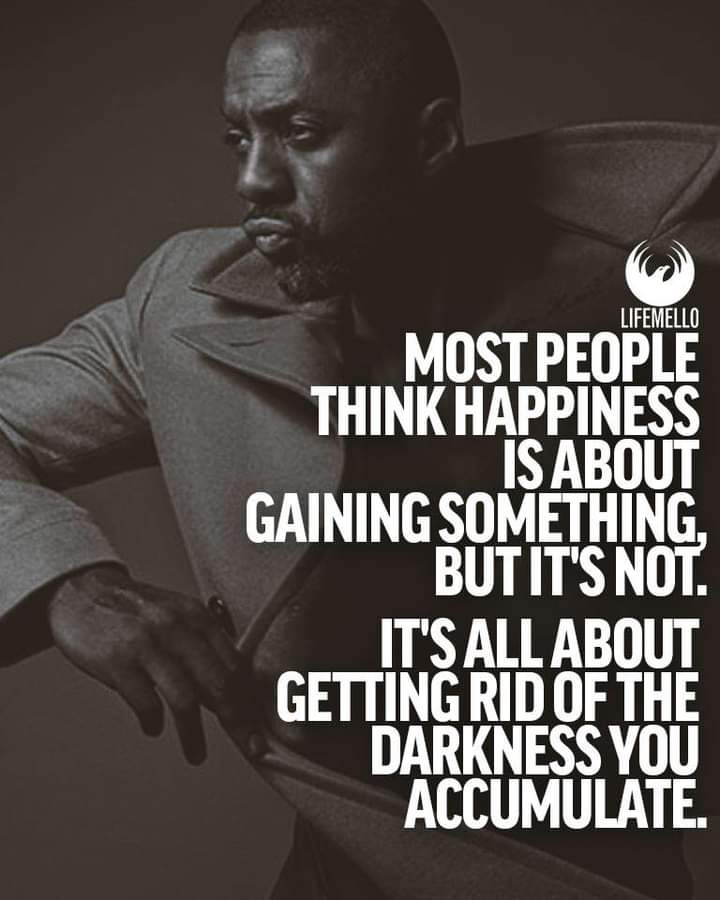 LIFEMELLO
MOST PEOPLE
THINK HAPPINESS
IS ABOUT
GAINING SOMETHING,
BUT IT'S NOT.
IT'S ALL ABOUT
GETTING RID OF THE
DARKNESS YOU
ACCUMULATE.